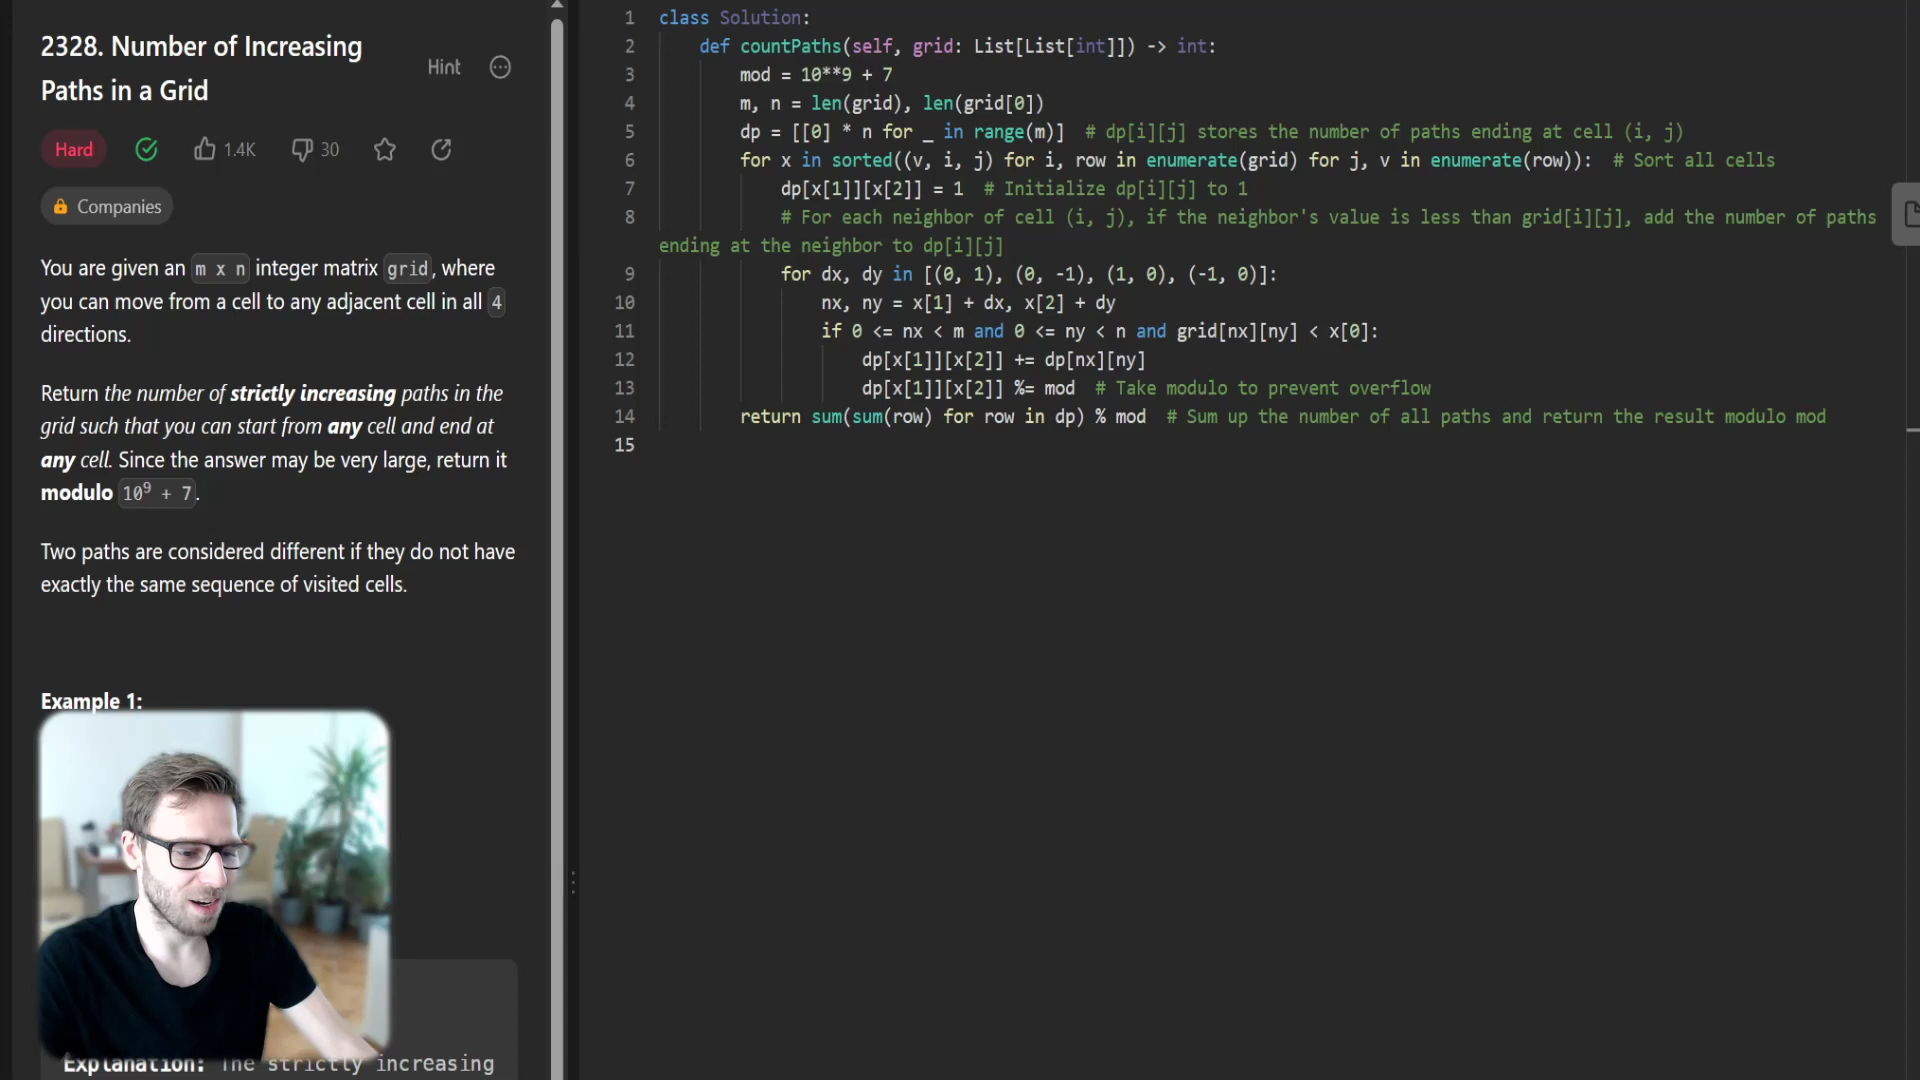 2328. Number of Increasing
Paths in a Grid
Hint
Hard
1.4K
30
Companies
You are given an m x n integer matrix grid, where
you can move from a cell to any adjacent cell in all 4
directions.
Return the number of strictly increasing paths in the
grid such that you can start from any cell and end at
any cell. Since the answer may be very large, return it
modulo 10⁹ + 7.
Two paths are considered different if they do not have
exactly the same sequence of visited cells.
Example 1:
Explanation: The strictly increasing
1 class Solution:
2 def countPaths(self, grid: List[List[int]]) -> int:
3 mod = 10**9 + 7
4 m, n = len(grid), len(grid[0])
5 dp = [[0] * n for _ in range(m)]  # dp[i][j] stores the number of paths ending at cell (i, j)
6 for x in sorted((v, i, j) for i, row in enumerate(grid) for j, v in enumerate(row)):  # Sort all cells
7 dp[x[1]][x[2]] = 1  # Initialize dp[i][j] to 1
8 # For each neighbor of cell (i, j), if the neighbor's value is less than grid[i][j], add the number of paths
ending at the neighbor to dp[i][j]
9 for dx, dy in [(0, 1), (0, -1), (1, 0), (-1, 0)]:
10 nx, ny = x[1] + dx, x[2] + dy
11 if 0 <= nx < m and 0 <= ny < n and grid[nx][ny] < x[0]:
12 dp[x[1]][x[2]] += dp[nx][ny]
13 dp[x[1]][x[2]] %= mod  # Take modulo to prevent overflow
14 return sum(sum(row) for row in dp) % mod  # Sum up the number of all paths and return the result modulo mod
15